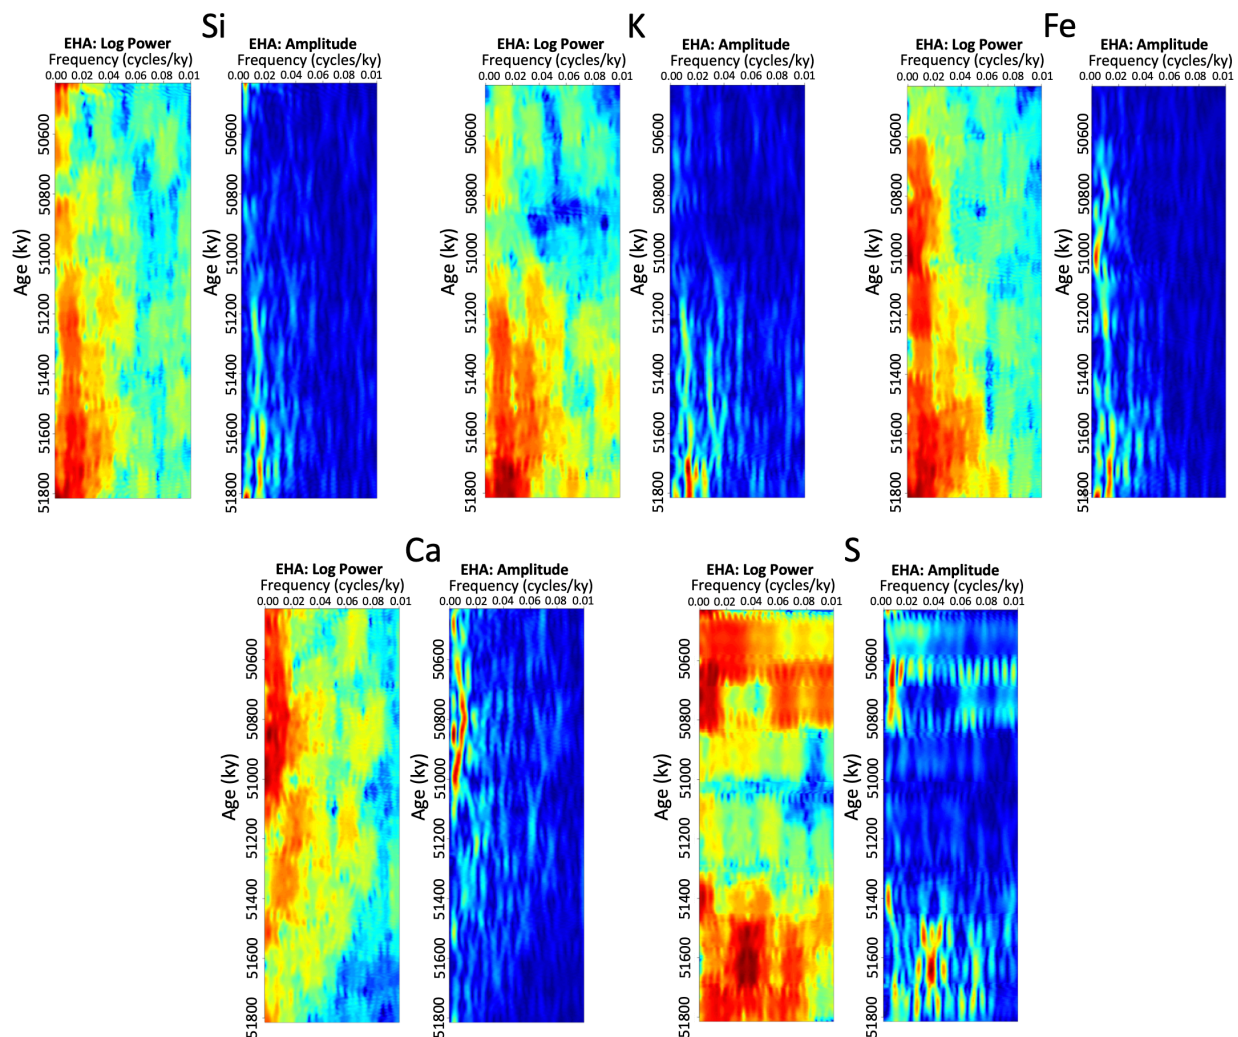 Si
EHA: Log Power EHA: Amplitude
Frequency (cycles/ky) Frequency (cycles/ky)
0.00 0.02 0.04 0.06 0.08 0.01 0.00 0.02 0.04 0.06 0.08 0.01
Age (ky) Age (ky)
50600 50600
50800 50800
51000 51000
51200 51200
51400 51400
51600 51600
51800 51800
K
EHA: Log Power EHA: Amplitude
Frequency (cycles/ky) Frequency (cycles/ky)
0.00 0.02 0.04 0.06 0.08 0.01 0.00 0.02 0.04 0.06 0.08 0.01
Age (ky) Age (ky)
50600 50600
50800 50800
51000 51000
51200 51200
51400 51400
51600 51600
51800 51800
Fe
EHA: Log Power EHA: Amplitude
Frequency (cycles/ky) Frequency (cycles/ky)
0.00 0.02 0.04 0.06 0.08 0.01 0.00 0.02 0.04 0.06 0.08 0.01
Age (ky) Age (ky)
50600 50600
50800 50800
51000 51000
51200 51200
51400 51400
51600 51600
51800 51800
Ca
EHA: Log Power EHA: Amplitude
Frequency (cycles/ky) Frequency (cycles/ky)
0.00 0.02 0.04 0.06 0.08 0.01 0.00 0.02 0.04 0.06 0.08 0.01
Age (ky) Age (ky)
50600 50600
50800 50800
51000 51000
51200 51200
51400 51400
51600 51600
51800 51800
S
EHA: Log Power EHA: Amplitude
Frequency (cycles/ky) Frequency (cycles/ky)
0.00 0.02 0.04 0.06 0.08 0.01 0.00 0.02 0.04 0.06 0.08 0.01
Age (ky) Age (ky)
50600 50600
50800 50800
51000 51000
51200 51200
51400 51400
51600 51600
51800 51800